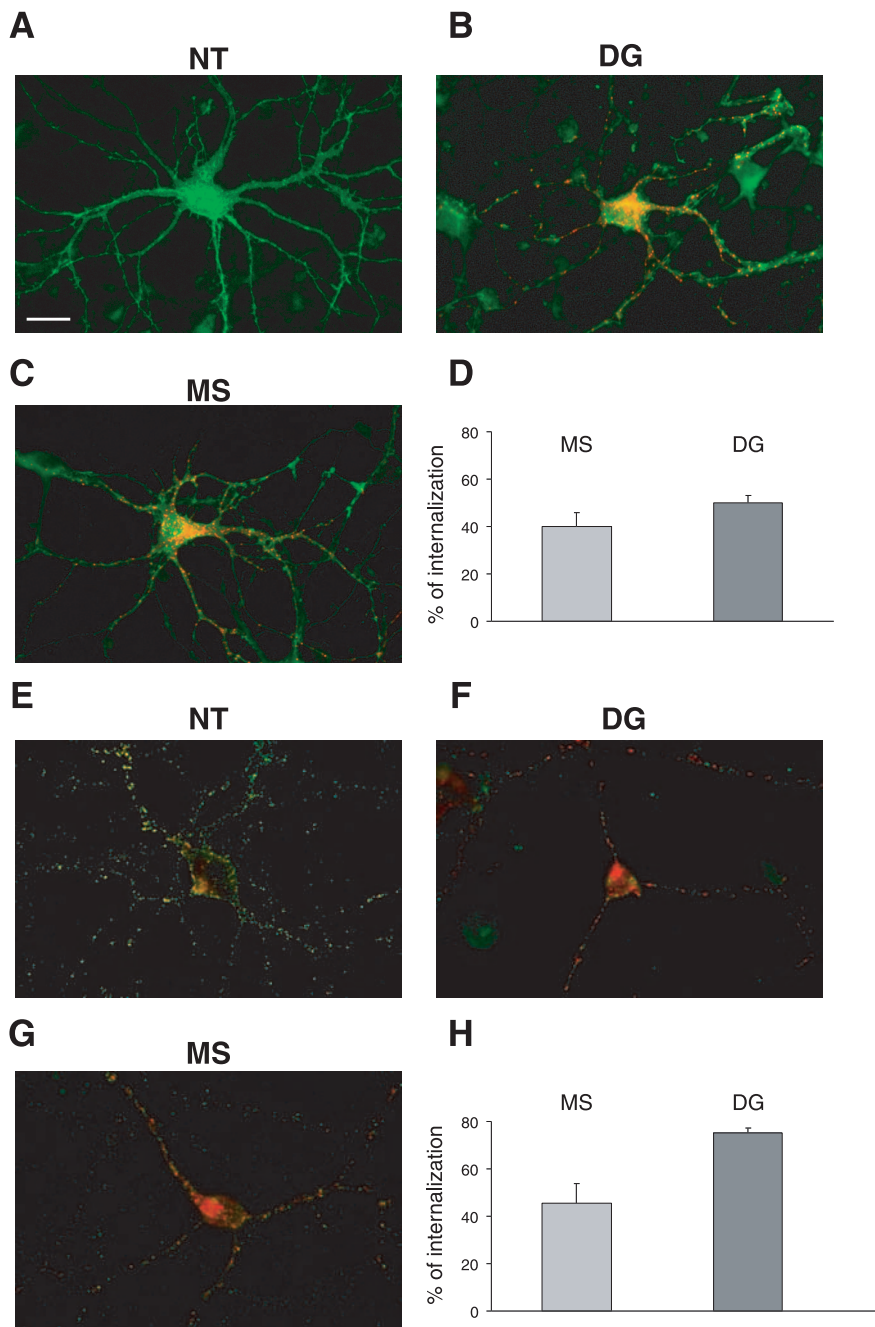 A
NT
B
DG
C
MS
D
% of internalization
80
60
40
20
0
MS
DG
E
NT
F
DG
G
MS
H
% of internalization
80
60
40
20
0
MS
DG